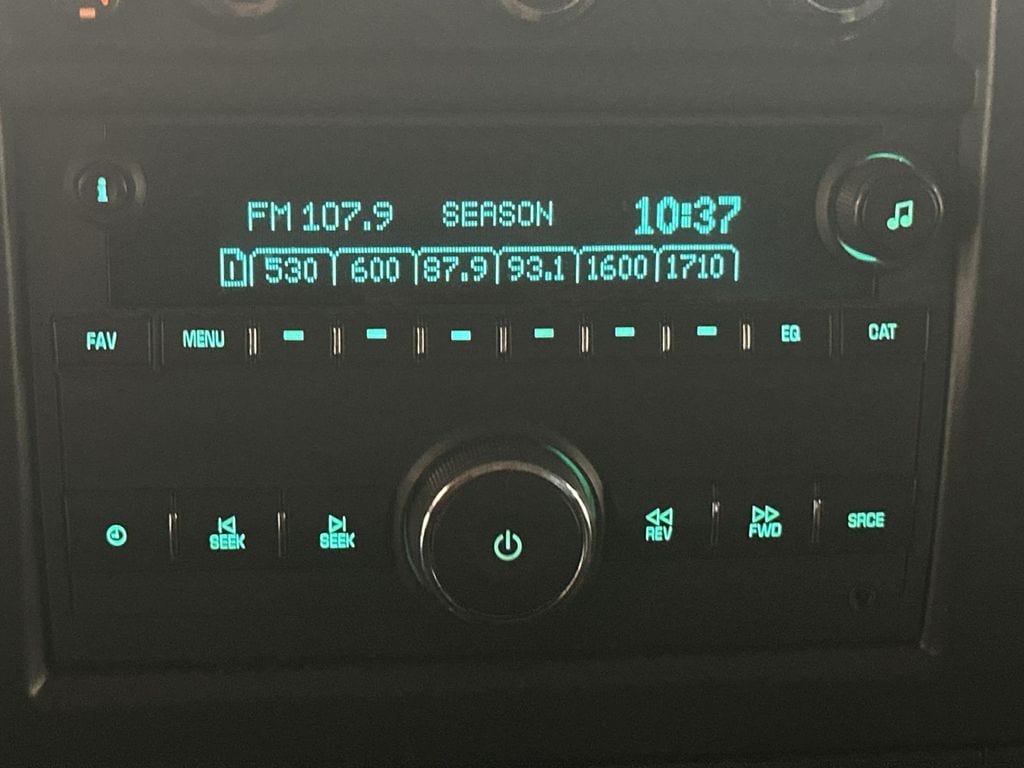 FM 107.9 SEASON 10:37
1 530 600 87.9 93.1 1600 1710
FAV MENU EQ CAT
SEEK SEEK REV FWD SRCE